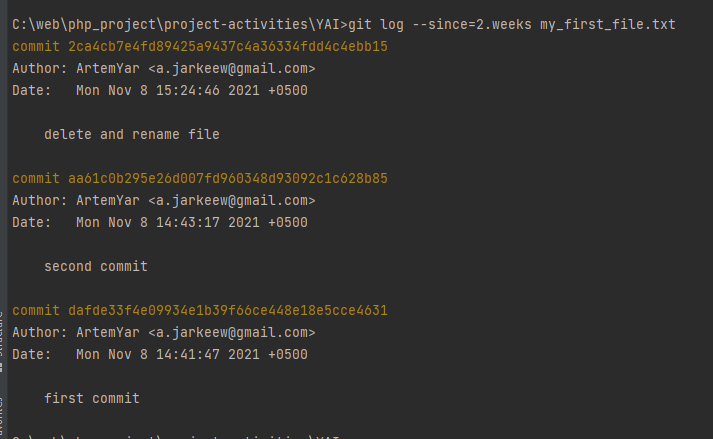 C:\web\php_project\project-activities\YAI>git log --since=2.weeks my_first_file.txt
commit 2ca4cb7e4fd89425a9437c4a36334fdd4c4ebb15
Author: ArtemYar <a.jarkeew@gmail.com>
Date:   Mon Nov 8 15:24:46 2021 +0500
    delete and rename file
commit aa61c0b295e26d007fd960348d93092c1c628b85
Author: ArtemYar <a.jarkeew@gmail.com>
Date:   Mon Nov 8 14:43:17 2021 +0500
    second commit
commit dafde33f4e09934e1b39f66ce448e18e5cce4631
Author: ArtemYar <a.jarkeew@gmail.com>
Date:   Mon Nov 8 14:41:47 2021 +0500
    first commit